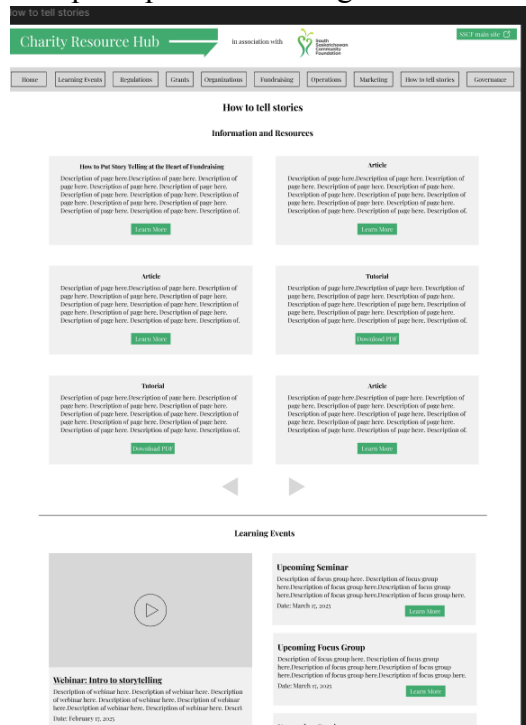 How to tell stories
Charity Resource Hub
in association with
South
Saskatchewan
Community
Foundation
SSCF main site
Home
Learning Events
Regulations
Grants
Organizations
Fundraising
Operations
Marketing
How to tell stories
Governance
How to tell stories
Information and Resources
How to Put Story Telling at the Heart of Fundraising
Description of page here.Description of page here. Description of
page here. Description of page here. Description of page here.
Description of page here. Description of page here. Description of
page here. Description of page here. Description of page here.
Description of page here. Description of page here. Description of.
Learn More
Article
Description of page here.Description of page here. Description of
page here. Description of page here. Description of page here.
Description of page here. Description of page here. Description of
page here. Description of page here. Description of page here.
Description of page here. Description of page here. Description of.
Learn More
Article
Description of page here.Description of page here. Description of
page here. Description of page here. Description of page here.
Description of page here. Description of page here. Description of
page here. Description of page here. Description of page here.
Description of page here. Description of page here. Description of.
Learn More
Tutorial
Description of page here.Description of page here. Description of
page here. Description of page here. Description of page here.
Description of page here. Description of page here. Description of
page here. Description of page here. Description of page here.
Description of page here. Description of page here. Description of.
Download PDF
Tutorial
Description of page here.Description of page here. Description of
page here. Description of page here. Description of page here.
Description of page here. Description of page here. Description of
page here. Description of page here. Description of page here.
Description of page here. Description of page here. Description of.
Download PDF
Article
Description of page here.Description of page here. Description of
page here. Description of page here. Description of page here.
Description of page here. Description of page here. Description of
page here. Description of page here. Description of page here.
Description of page here. Description of page here. Description of.
Learn More
Learning Events
Webinar: Intro to storytelling
Description of webinar here. Description of webinar here. Description
of webinar here. Description of webinar here. Description of webinar
here.Description of webinar here. Description of webinar here. Descri
Date: February 17, 2025
Upcoming Seminar
Description of focus group here. Description of focus group
here.Description of focus group here.Description of focus group
here.Description of focus group here.Description of focus group here.
Date: March 17, 2025
Learn More
Upcoming Focus Group
Description of focus group here. Description of focus group
here.Description of focus group here.Description of focus group
here.Description of focus group here.Description of focus group here.
Date: March 17, 2025
Learn More